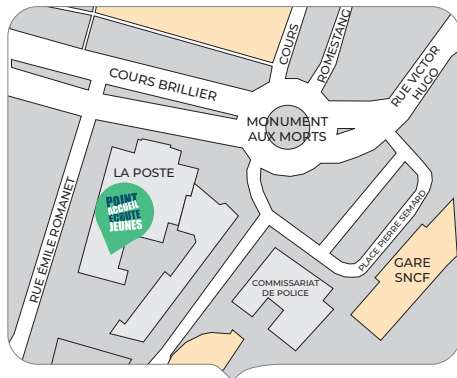 COURS
ROMESTANG
RUE VICTOR
HUGO
COURS BRILLIER
MONUMENT
AUX MORTS
LA POSTE
POINT
ACCUEIL
ECOUTE
JEUNES
RUE ÉMILE ROMANET
PLACE PIERRE SEMARD
GARE
SNCF
COMMISSARIAT
DE POLICE